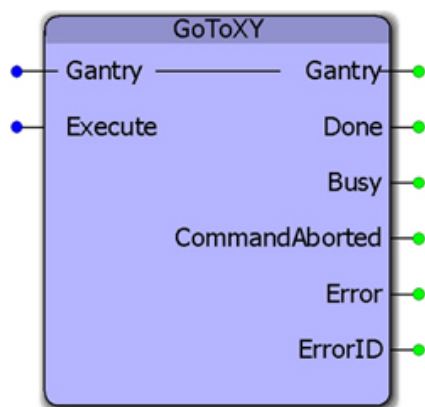 GoToXY
Gantry Gantry
Execute Done
Busy
CommandAborted
Error
ErrorID